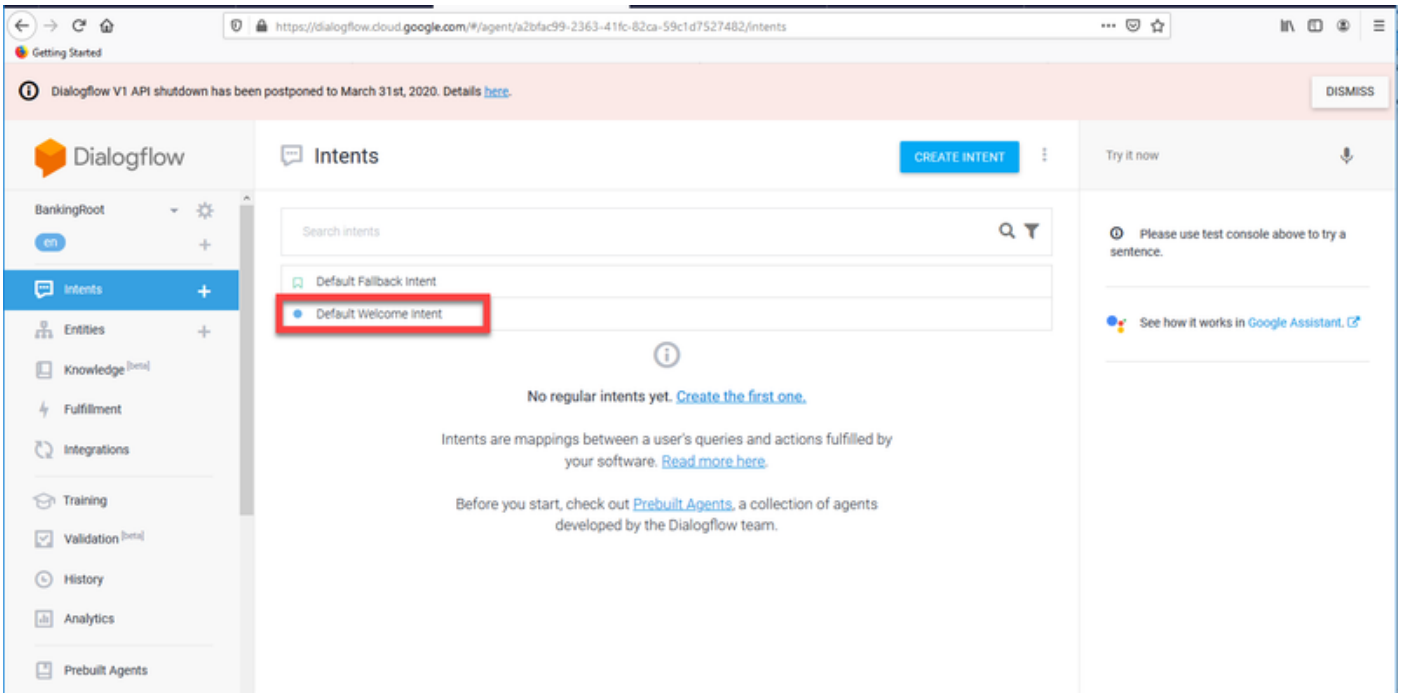 https://dialogflow.cloud.google.com/#/agent/a2bfac99-2363-41fc-82ca-59c1d7527482/intents
Getting Started
Dialogflow V1 API shutdown has been postponed to March 31st, 2020. Details here.
DISMISS
Dialogflow
Intents
CREATE INTENT
Try it now
BankingRoot
en
Search intents
Please use test console above to try a
sentence.
Intents
Default Fallback Intent
Default Welcome Intent
Entities
See how it works in Google Assistant.
Knowledge [beta]
No regular intents yet. Create the first one.
Fulfillment
Intents are mappings between a user's queries and actions fulfilled by
your software. Read more here.
Integrations
Before you start, check out Prebuilt Agents, a collection of agents
developed by the Dialogflow team.
Training
Validation [beta]
History
Analytics
Prebuilt Agents